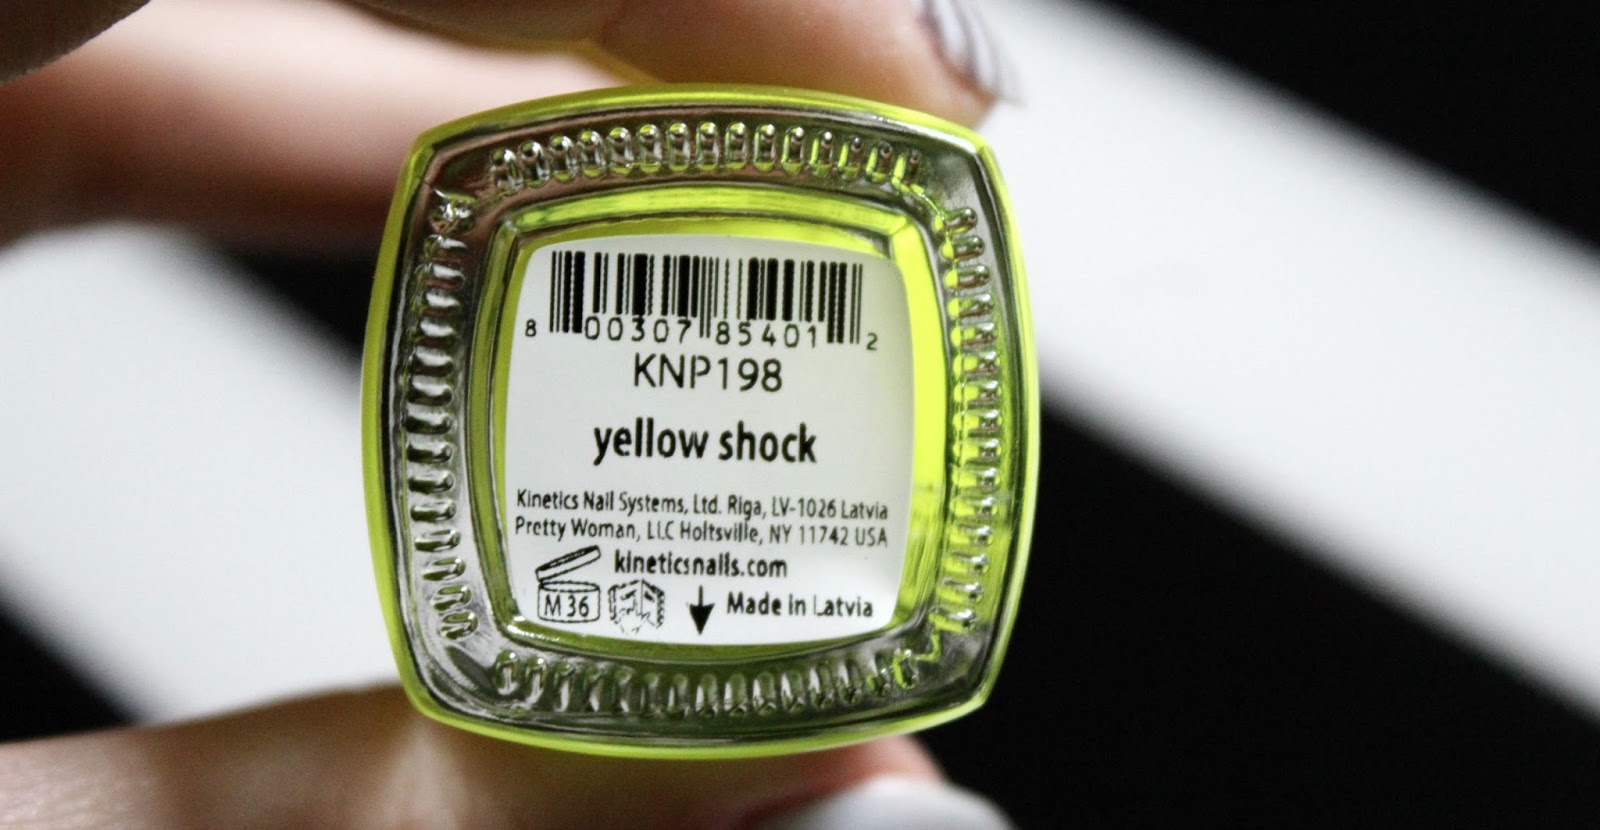 8 00307 85401 2
KNP198
yellow shock
Kinetics Nail Systems, Ltd. Riga, LV-1026 Latvia
Pretty Woman, LLC Holtsville, NY 11742 USA
kineticsnails.com
M 36
Made in Latvia